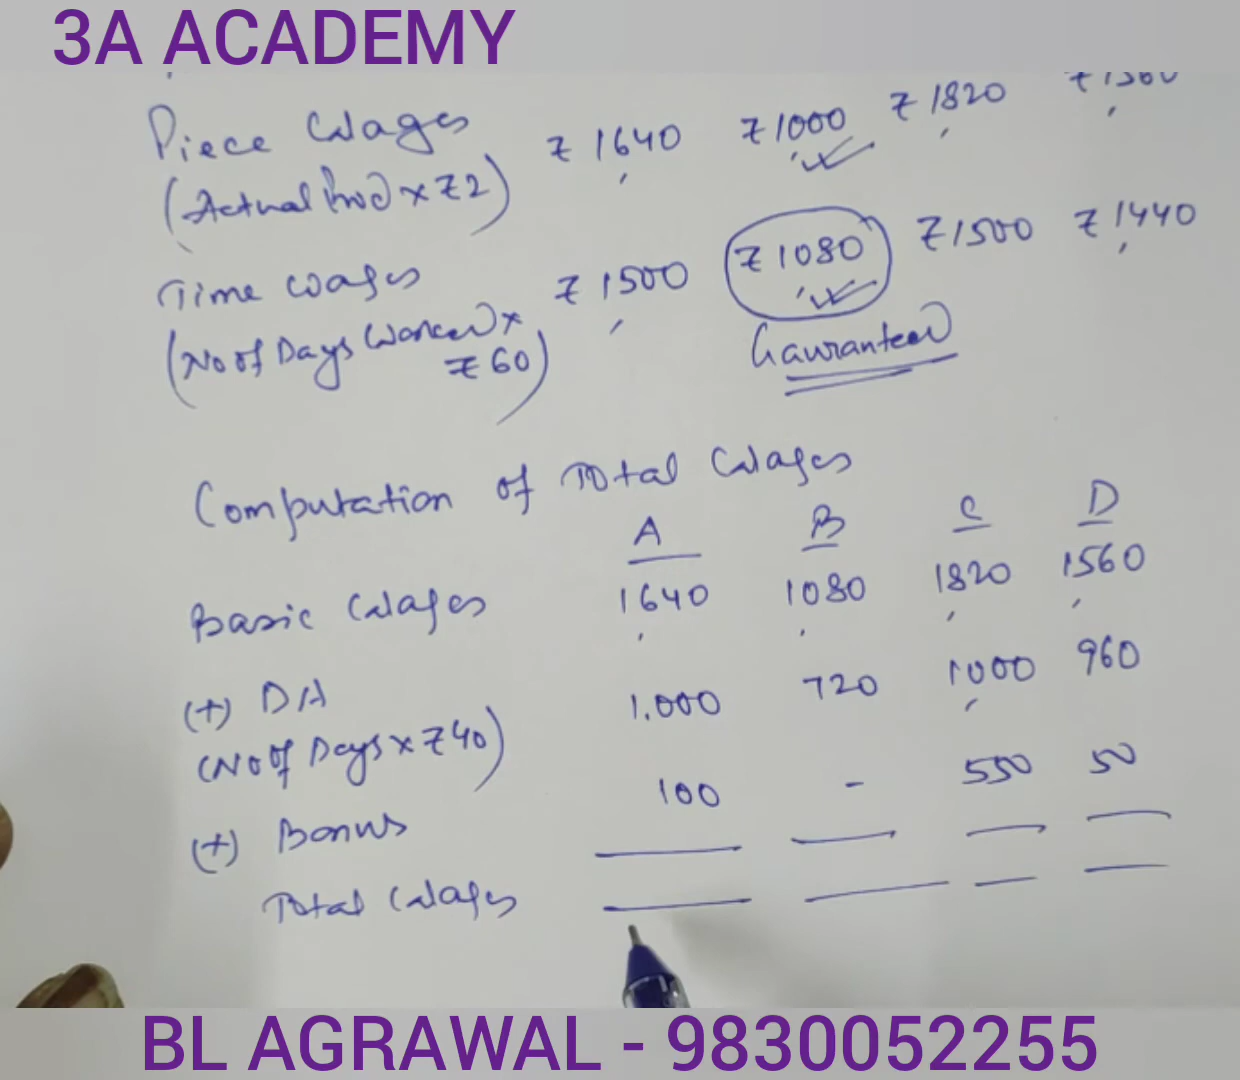 3A ACADEMY
Piece Wages ₹1640 ₹1000 ₹1820 ₹1560
(Actual Prod × ₹2)
Time Wages ₹1500 ₹1080 ₹1500 ₹1440
(No of Days Worked ×
₹60)
Gauranteed
Computation of Total Wages
A B C D
Basic Wages 1640 1080 1820 1560
(+) DA 1,000 720 1000 960
(No of Days × ₹40)
(+) Bonus 100 - 550 50
Total Wages
BL AGRAWAL - 9830052255